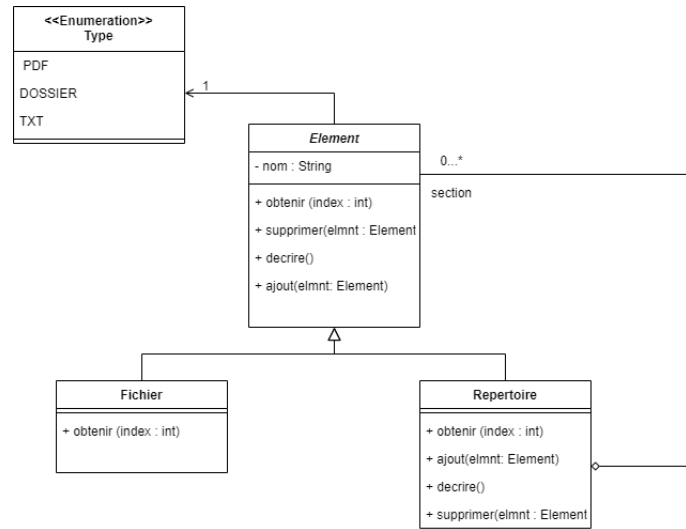 <<Enumeration>>
Type
PDF
DOSSIER
TXT
1
Element
- nom : String
+ obtenir (index : int)
+ supprimer(elmnt : Element
+ decrire()
+ ajout(elmnt: Element)
0...*
section
Fichier
+ obtenir (index : int)
Repertoire
+ obtenir (index : int)
+ ajout(elmnt: Element)
+ decrire()
+ supprimer(elmnt : Element